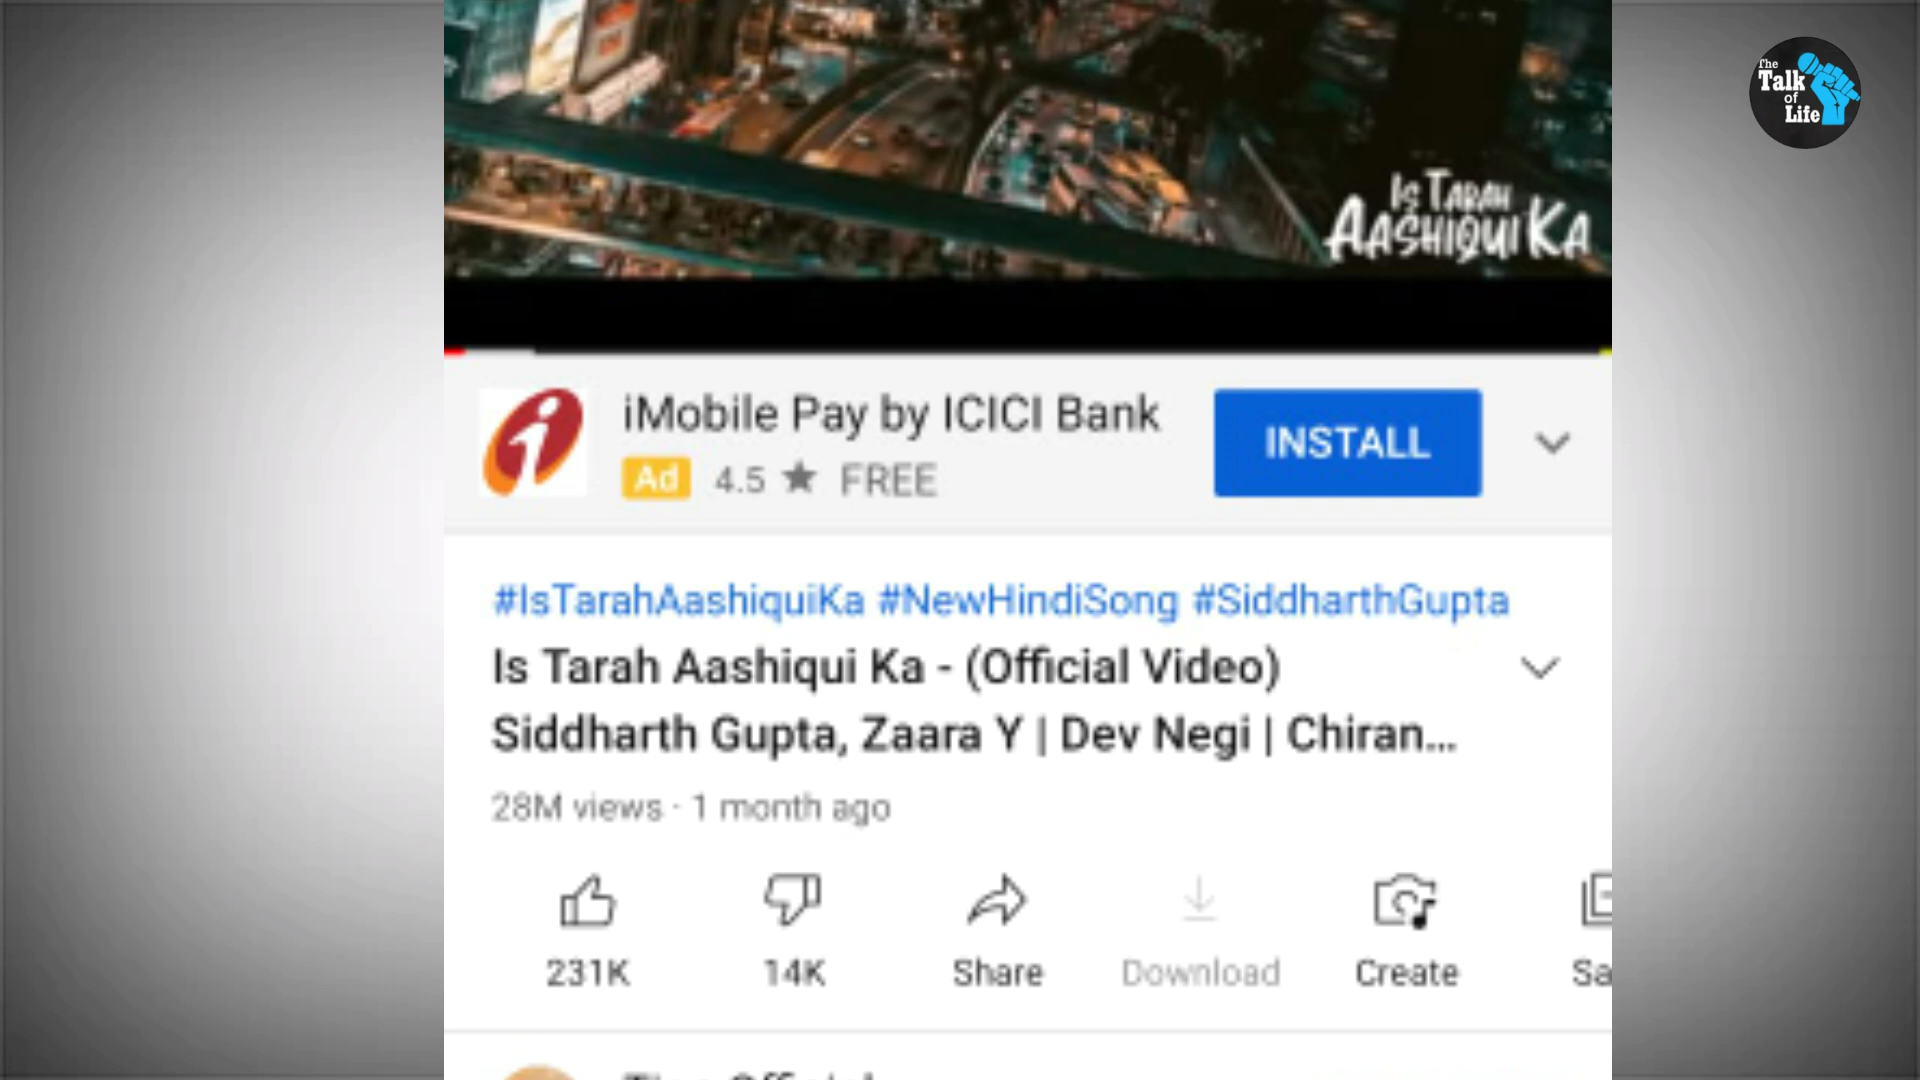 The
Talk
of
Life
Is Tarah
Aashiqui Ka
iMobile Pay by ICICI Bank
Ad 4.5 ★ FREE
INSTALL
#IsTarahAashiquiKa #NewHindiSong #SiddharthGupta
Is Tarah Aashiqui Ka - (Official Video)
Siddharth Gupta, Zaara Y | Dev Negi | Chiran...
28M views · 1 month ago
231K 14K Share Download Create Sa